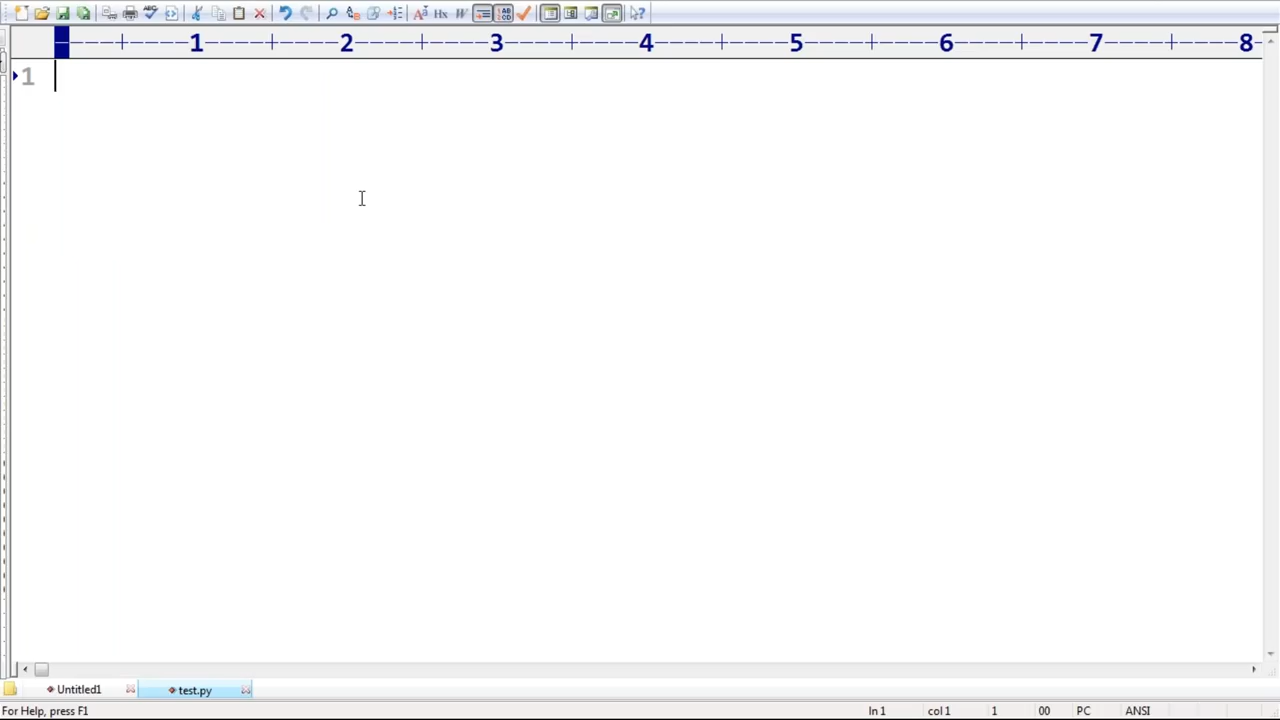 ----+----1----+----2----+----3----+----4----+----5----+----6----+----7----+----8
1
Untitled1 test.py
For Help, press F1 ln 1 col 1 1 00 PC ANSI